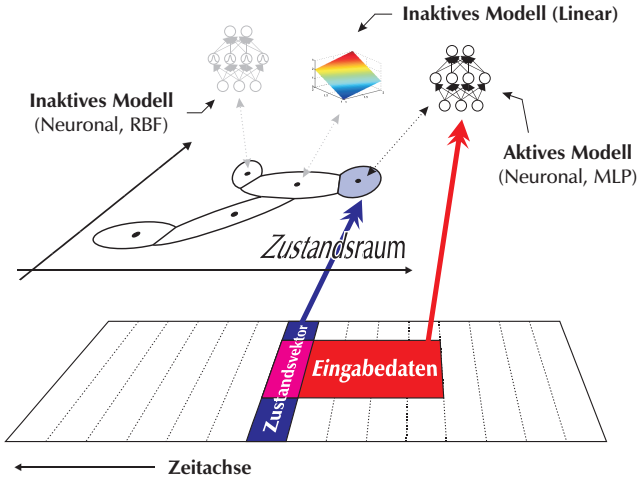 Inaktives Modell (Linear)
Inaktives Modell
(Neuronal, RBF)
Aktives Modell
(Neuronal, MLP)
Zustandsraum
Zustandsvektor
Eingabedaten
Zeitachse